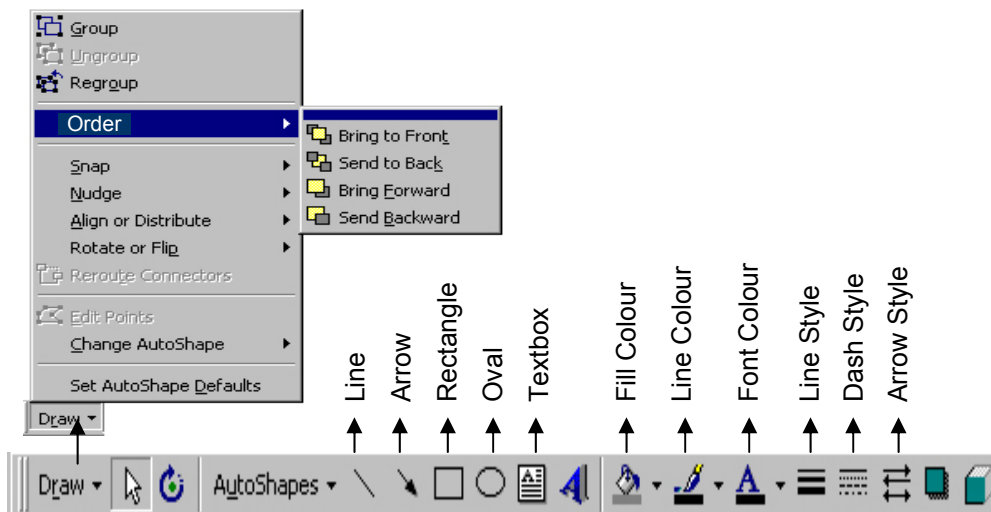 Group
Ungroup
Regroup
Order
Bring to Front
Send to Back
Bring Forward
Send Backward
Snap
Nudge
Align or Distribute
Rotate or Flip
Reroute Connectors
Edit Points
Change AutoShape
Set AutoShape Defaults
Draw
Line
Arrow
Rectangle
Oval
Textbox
Fill Colour
Line Colour
Font Colour
Line Style
Dash Style
Arrow Style
Draw
AutoShapes
A
A
A